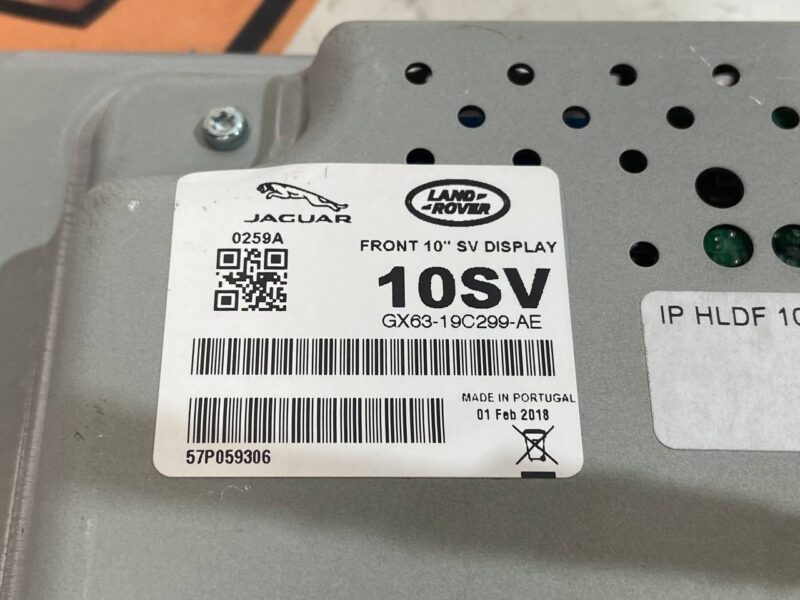 JAGUAR
LAND
ROVER
0259A
FRONT 10" SV DISPLAY
10SV
GX63-19C299-AE
MADE IN PORTUGAL
01 Feb 2018
57P059306
IP HLDF 10